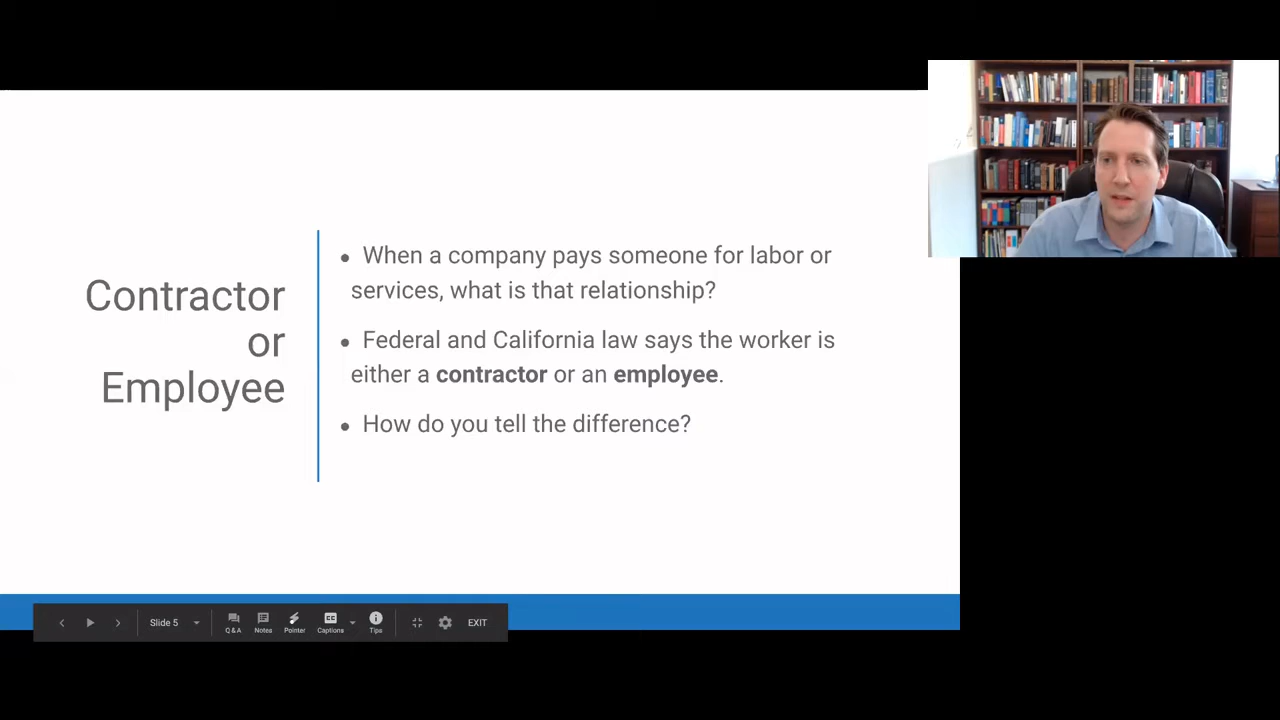 Contractor
or
Employee
● When a company pays someone for labor or
services, what is that relationship?
● Federal and California law says the worker is
either a contractor or an employee.
● How do you tell the difference?
Slide 5
Q & A
Notes
Pointer
CC
Captions
Tips
EXIT